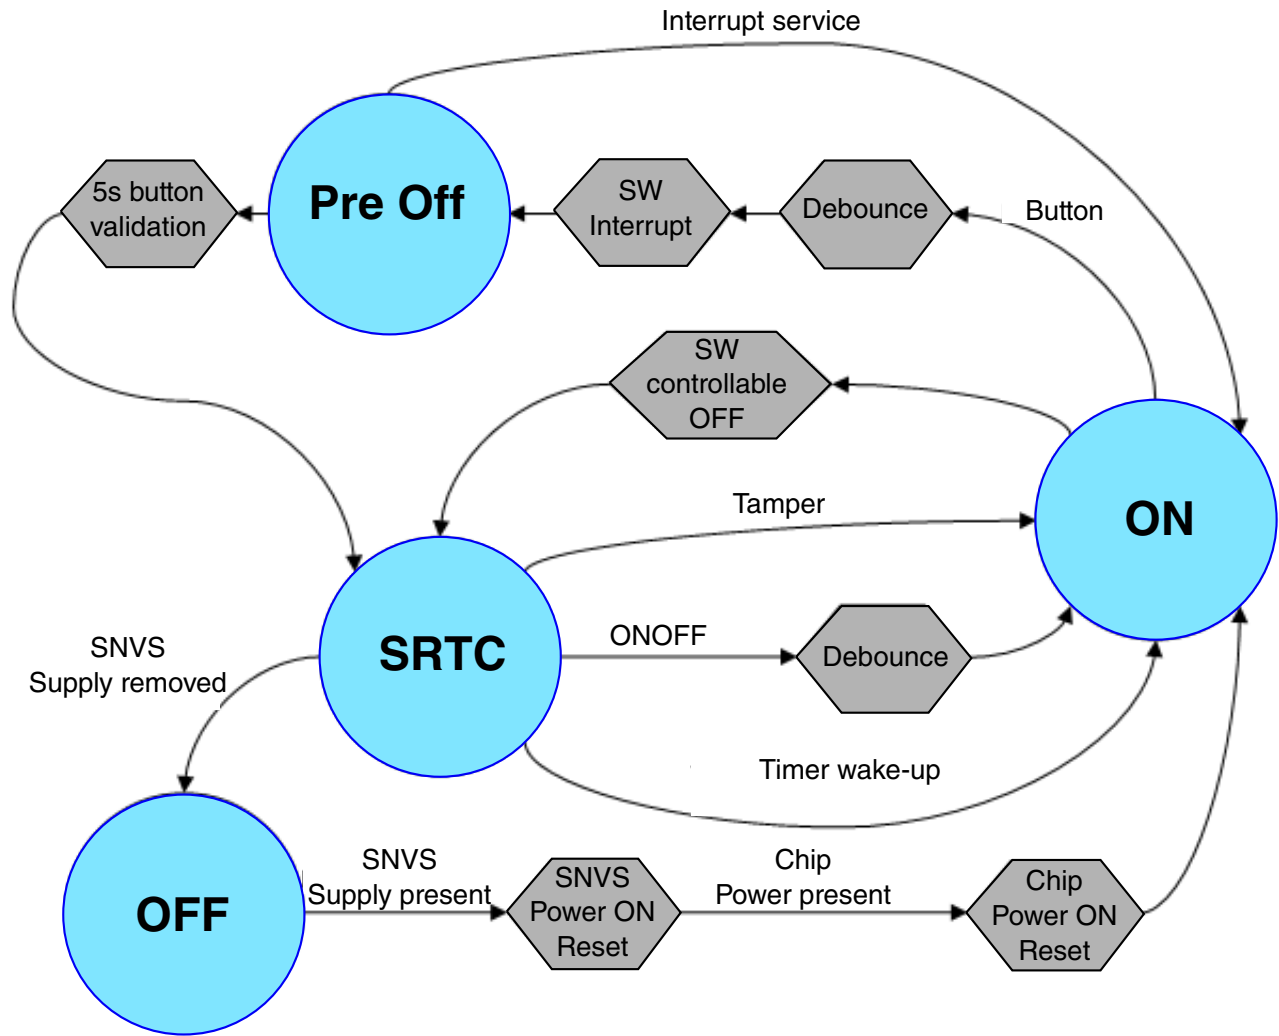 Interrupt service
5s button
validation
Pre Off
SW
Interrupt
Debounce
Button
SW
controllable
OFF
Tamper
ON
SRTC
ONOFF
Debounce
SNVS
Supply removed
Timer wake-up
OFF
SNVS
Supply present
SNVS
Power ON
Reset
Chip
Power present
Chip
Power ON
Reset